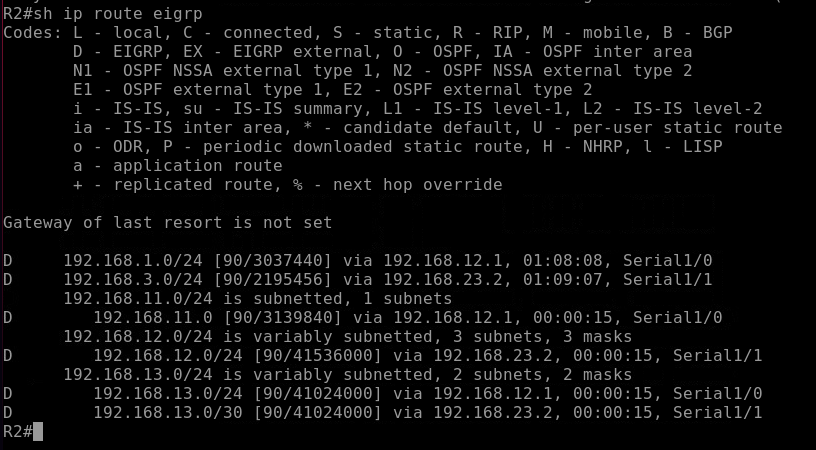 R2#sh ip route eigrp
Codes: L - local, C - connected, S - static, R - RIP, M - mobile, B - BGP
       D - EIGRP, EX - EIGRP external, O - OSPF, IA - OSPF inter area
       N1 - OSPF NSSA external type 1, N2 - OSPF NSSA external type 2
       E1 - OSPF external type 1, E2 - OSPF external type 2
       i - IS-IS, su - IS-IS summary, L1 - IS-IS level-1, L2 - IS-IS level-2
       ia - IS-IS inter area, * - candidate default, U - per-user static route
       o - ODR, P - periodic downloaded static route, H - NHRP, l - LISP
       a - application route
       + - replicated route, % - next hop override
Gateway of last resort is not set
D     192.168.1.0/24 [90/3037440] via 192.168.12.1, 01:08:08, Serial1/0
D     192.168.3.0/24 [90/2195456] via 192.168.23.2, 01:09:07, Serial1/1
      192.168.11.0/24 is subnetted, 1 subnets
D        192.168.11.0 [90/3139840] via 192.168.12.1, 00:00:15, Serial1/0
      192.168.12.0/24 is variably subnetted, 3 subnets, 3 masks
D        192.168.12.0/24 [90/41536000] via 192.168.23.2, 00:00:15, Serial1/1
      192.168.13.0/24 is variably subnetted, 2 subnets, 2 masks
D        192.168.13.0/24 [90/41024000] via 192.168.12.1, 00:00:15, Serial1/0
D        192.168.13.0/30 [90/41024000] via 192.168.23.2, 00:00:15, Serial1/1
R2#